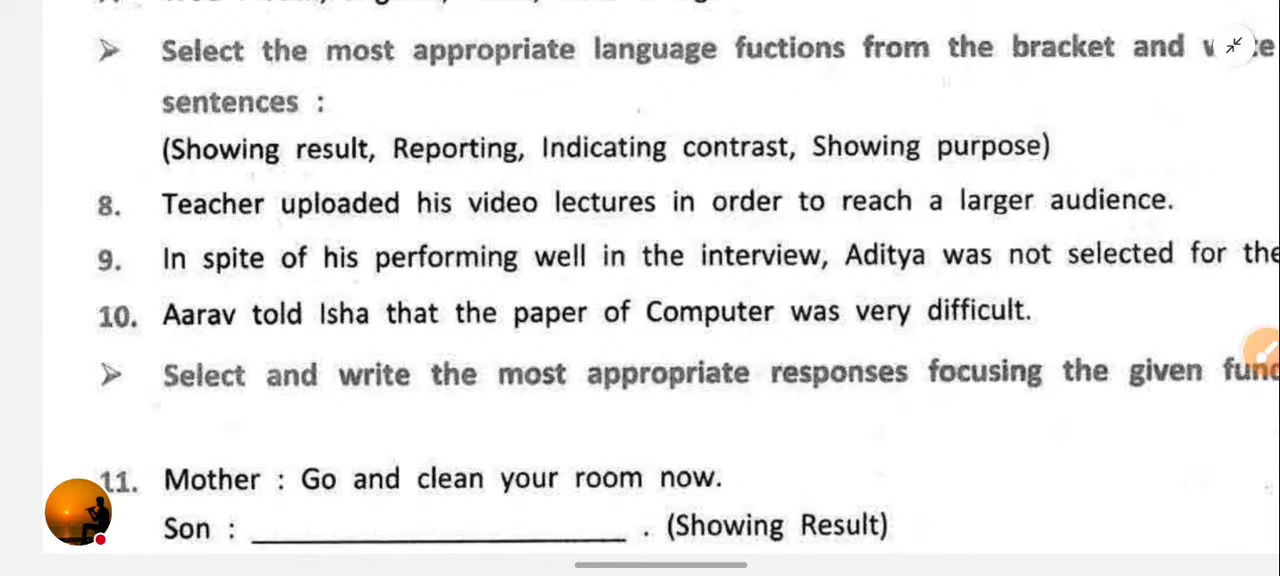 Select the most appropriate language fuctions from the bracket and
sentences :
(Showing result, Reporting, Indicating contrast, Showing purpose)
8. Teacher uploaded his video lectures in order to reach a larger audience.
9. In spite of his performing well in the interview, Aditya was not selected for the
10. Aarav told Isha that the paper of Computer was very difficult.
Select and write the most appropriate responses focusing the given func
11. Mother : Go and clean your room now.
Son : ____________________ . (Showing Result)